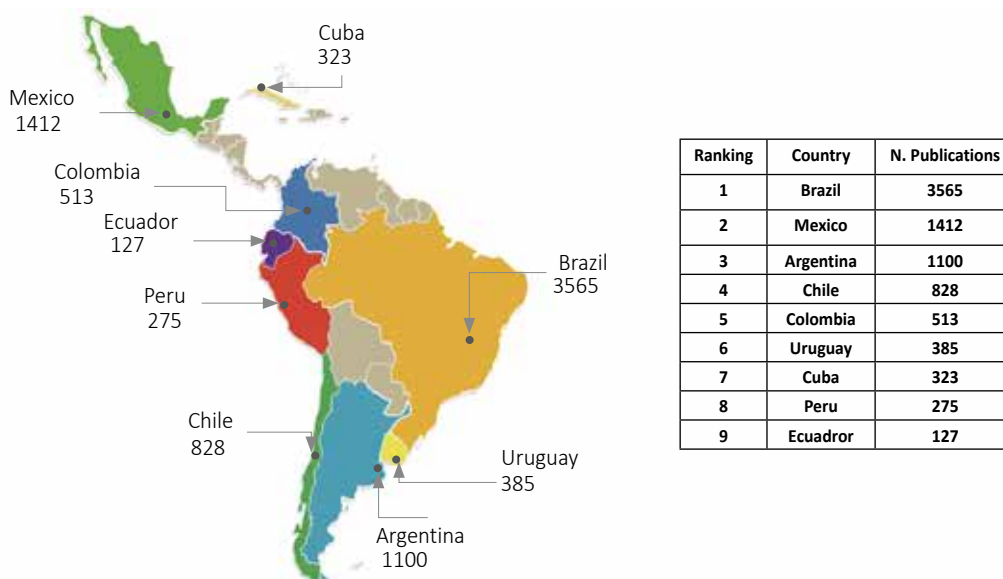 Cuba
323
Mexico
1412
Colombia
513
Ecuador
127
Brazil
3565
Peru
275
Chile
828
Uruguay
385
Argentina
1100
Ranking Country N. Publications
1 Brazil 3565
2 Mexico 1412
3 Argentina 1100
4 Chile 828
5 Colombia 513
6 Uruguay 385
7 Cuba 323
8 Peru 275
9 Ecuadror 127